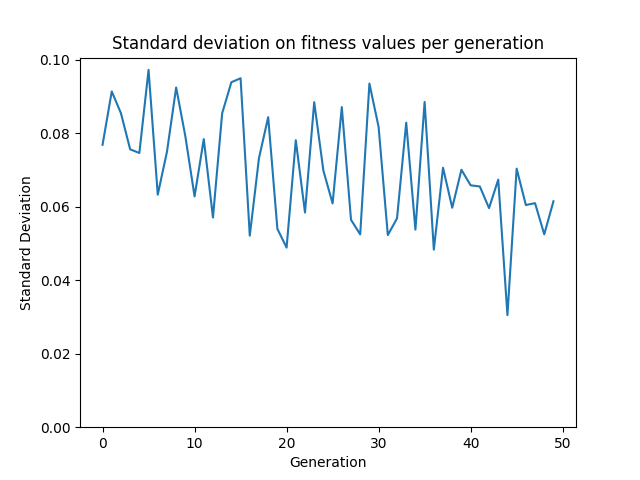 Standard deviation on fitness values per generation
0.10
0.08
0.06
0.04
0.02
0.00
Standard Deviation
0 10 20 30 40 50
Generation